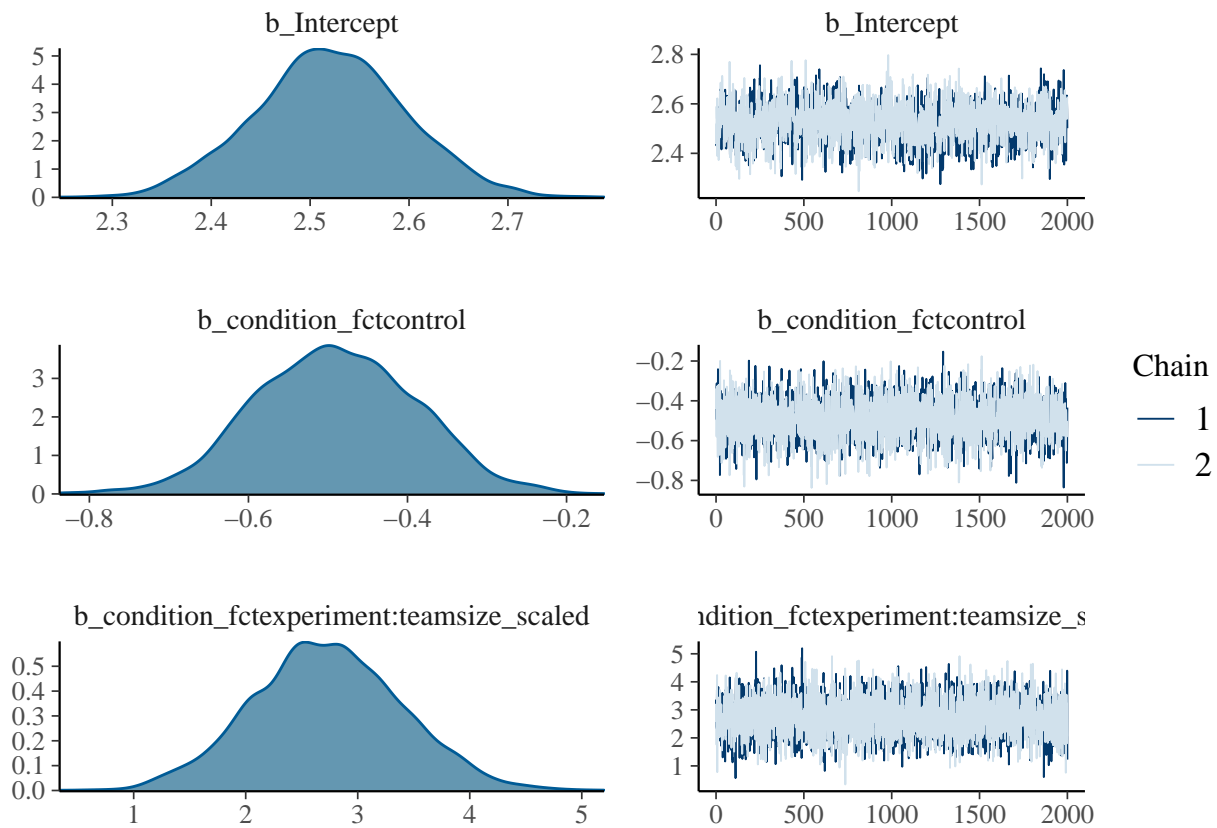 b_Intercept
b_Intercept
5
4
3
2
1
0
2.3 2.4 2.5 2.6 2.7
2.8
2.6
2.4
0 500 1000 1500 2000
b_condition_fctcontrol
b_condition_fctcontrol
3
2
1
0
−0.8 −0.6 −0.4 −0.2
−0.2
−0.4
−0.6
−0.8
0 500 1000 1500 2000
Chain
1
2
b_condition_fctexperiment:teamsize_scaled
ndition_fctexperiment:teamsize_s
0.5
0.4
0.3
0.2
0.1
0.0
1 2 3 4 5
5
4
3
2
1
0 500 1000 1500 2000